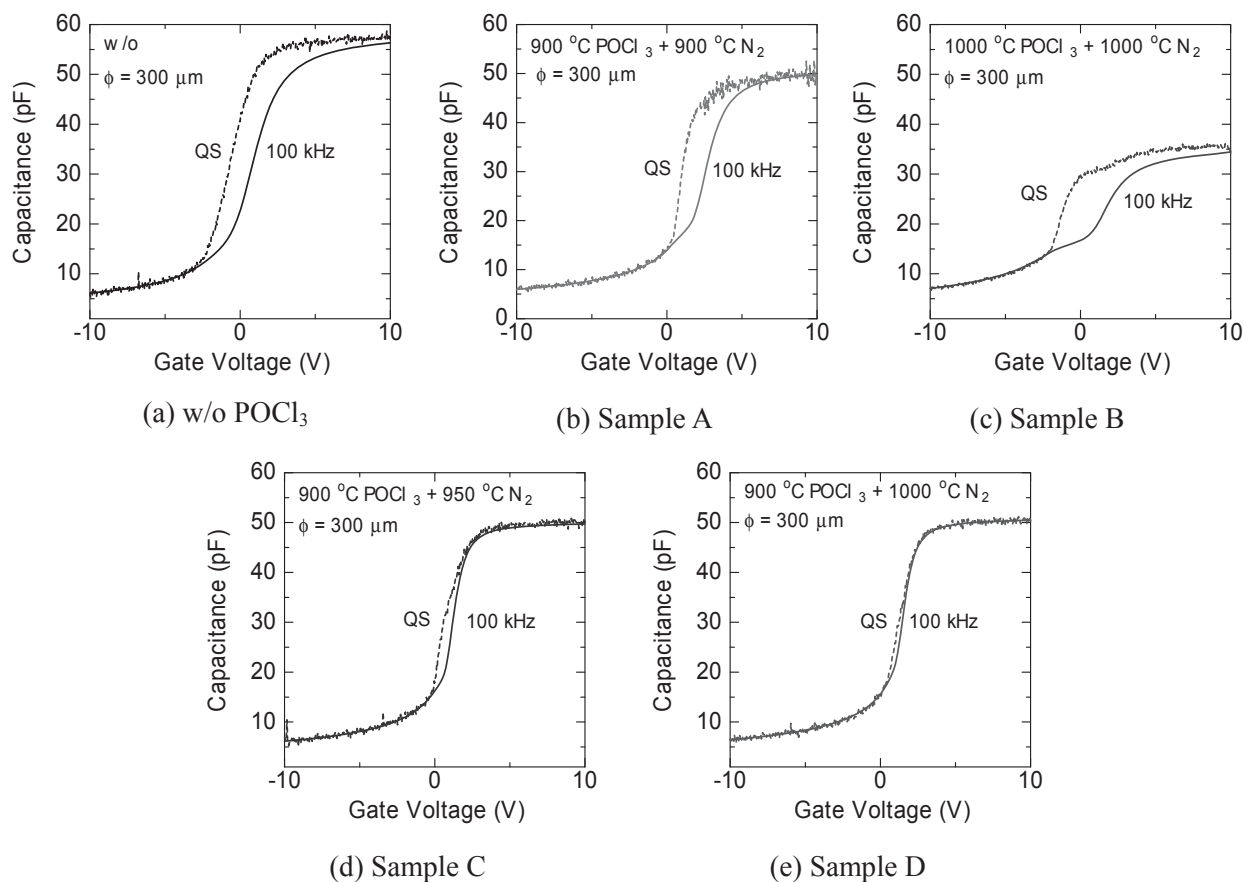 60
50
40
30
20
10
-10
0
10
Capacitance (pF)
Gate Voltage (V)
w/o
ϕ = 300 μm
QS
100 kHz
(a) w/o POCl₃
60
50
40
30
20
10
0
-10
0
10
Capacitance (pF)
Gate Voltage (V)
900 °C POCl₃ + 900 °C N₂
ϕ = 300 μm
QS
100 kHz
(b) Sample A
60
50
40
30
20
10
-10
0
10
Capacitance (pF)
Gate Voltage (V)
1000 °C POCl₃ + 1000 °C N₂
ϕ = 300 μm
QS
100 kHz
(c) Sample B
60
50
40
30
20
10
-10
0
10
Capacitance (pF)
Gate Voltage (V)
900 °C POCl₃ + 950 °C N₂
ϕ = 300 μm
QS
100 kHz
(d) Sample C
60
50
40
30
20
10
-10
0
10
Capacitance (pF)
Gate Voltage (V)
900 °C POCl₃ + 1000 °C N₂
ϕ = 300 μm
QS
100 kHz
(e) Sample D